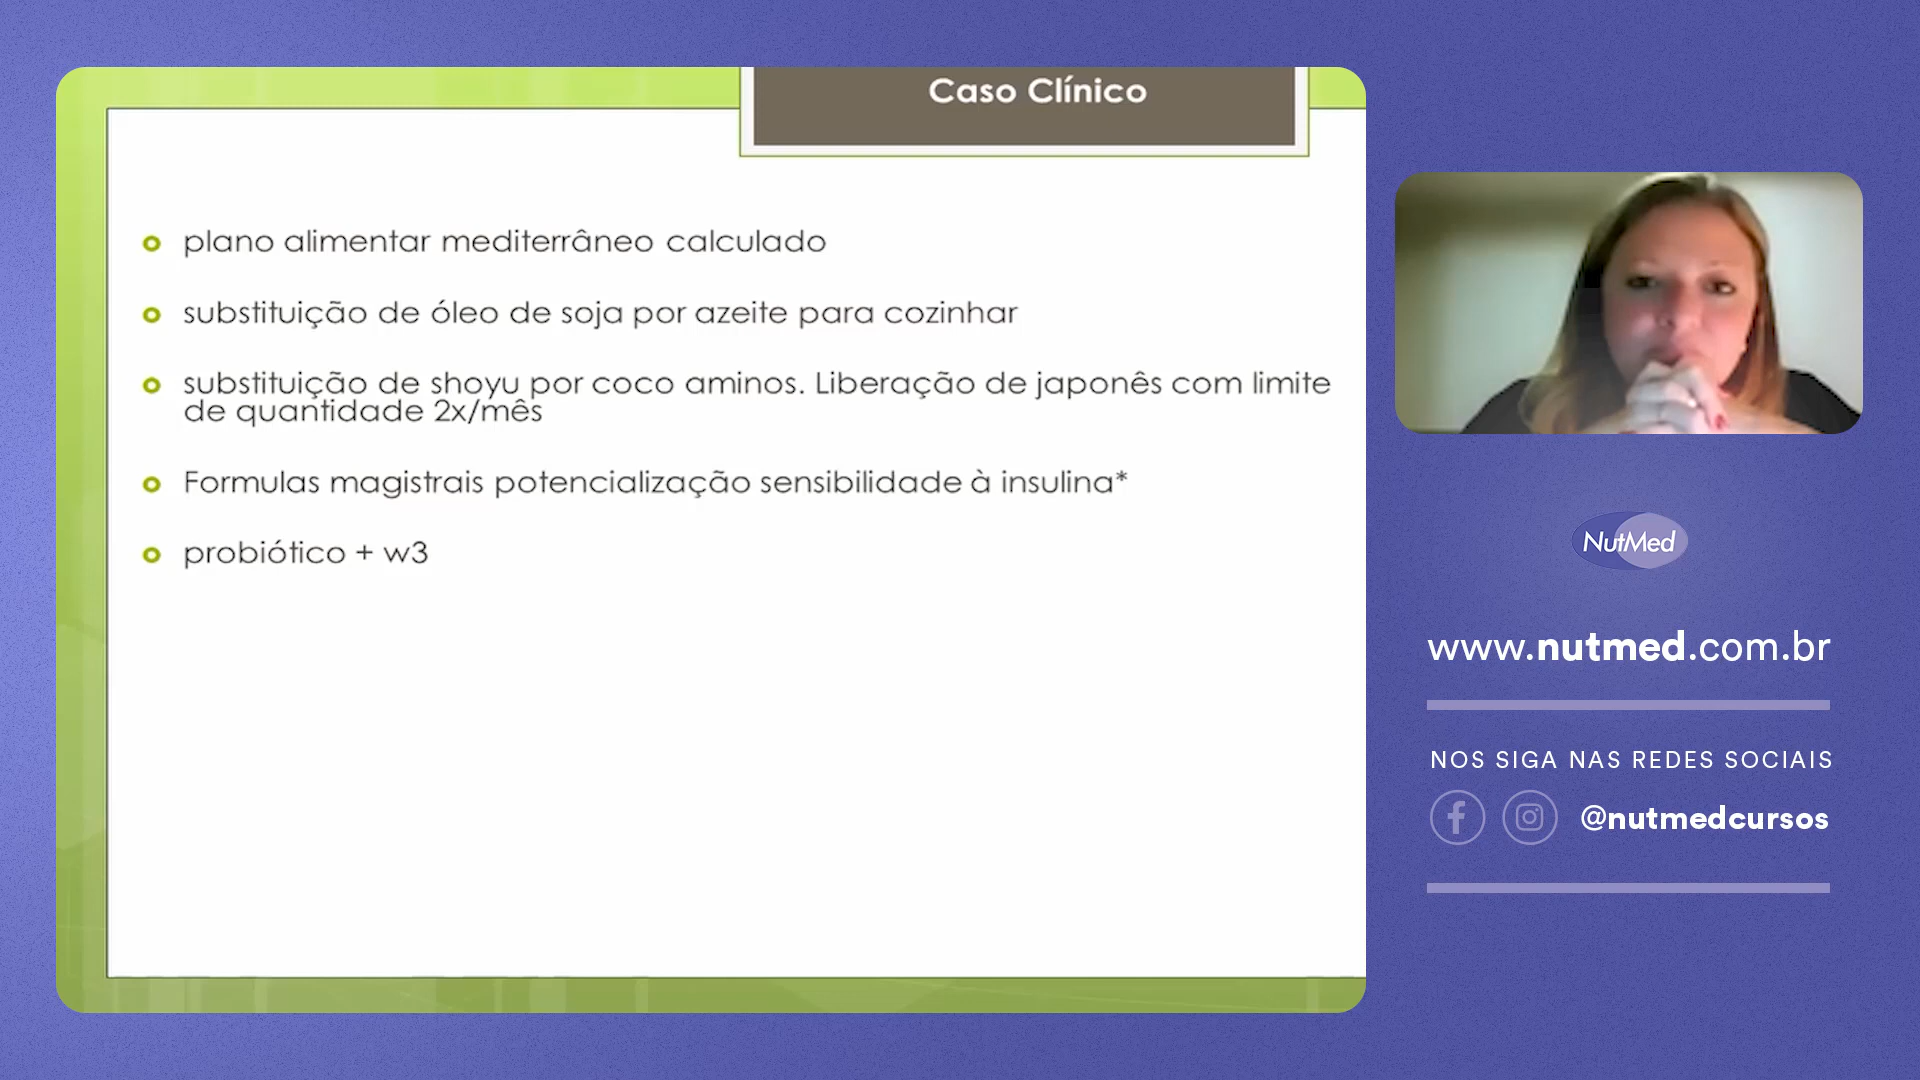 Caso Clínico
plano alimentar mediterrâneo calculado
substituição de óleo de soja por azeite para cozinhar
substituição de shoyu por coco aminos. Liberação de japonês com limite
de quantidade 2x/mês
Formulas magistrais potencialização sensibilidade à insulina*
probiótico + w3
NutMed
www.nutmed.com.br
NOS SIGA NAS REDES SOCIAIS
@nutmedcursos